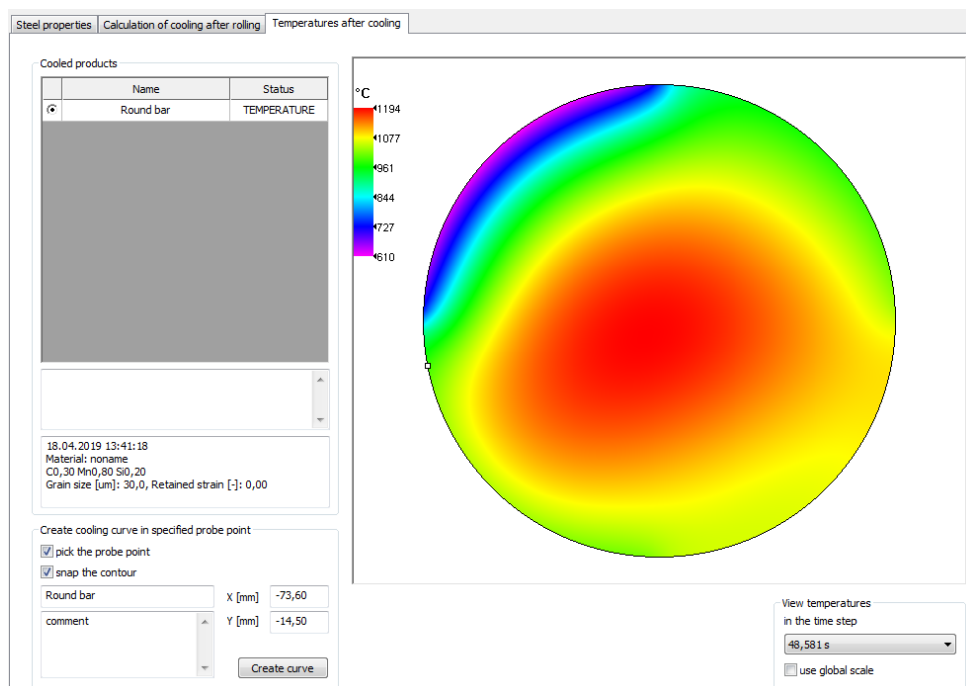 Steel properties Calculation of cooling after rolling Temperatures after cooling
Cooled products
Name Status
Round bar TEMPERATURE
18.04.2019 13:41:18
Material: noname
C0,30 Mn0,80 Si0,20
Grain size [um]: 30,0, Retained strain [-]: 0,00
Create cooling curve in specified probe point
pick the probe point
snap the contour
Round bar X [mm] -73,60
comment Y [mm] -14,50
Create curve
°C
1194
1077
961
844
727
610
View temperatures
in the time step
48,581 s
use global scale